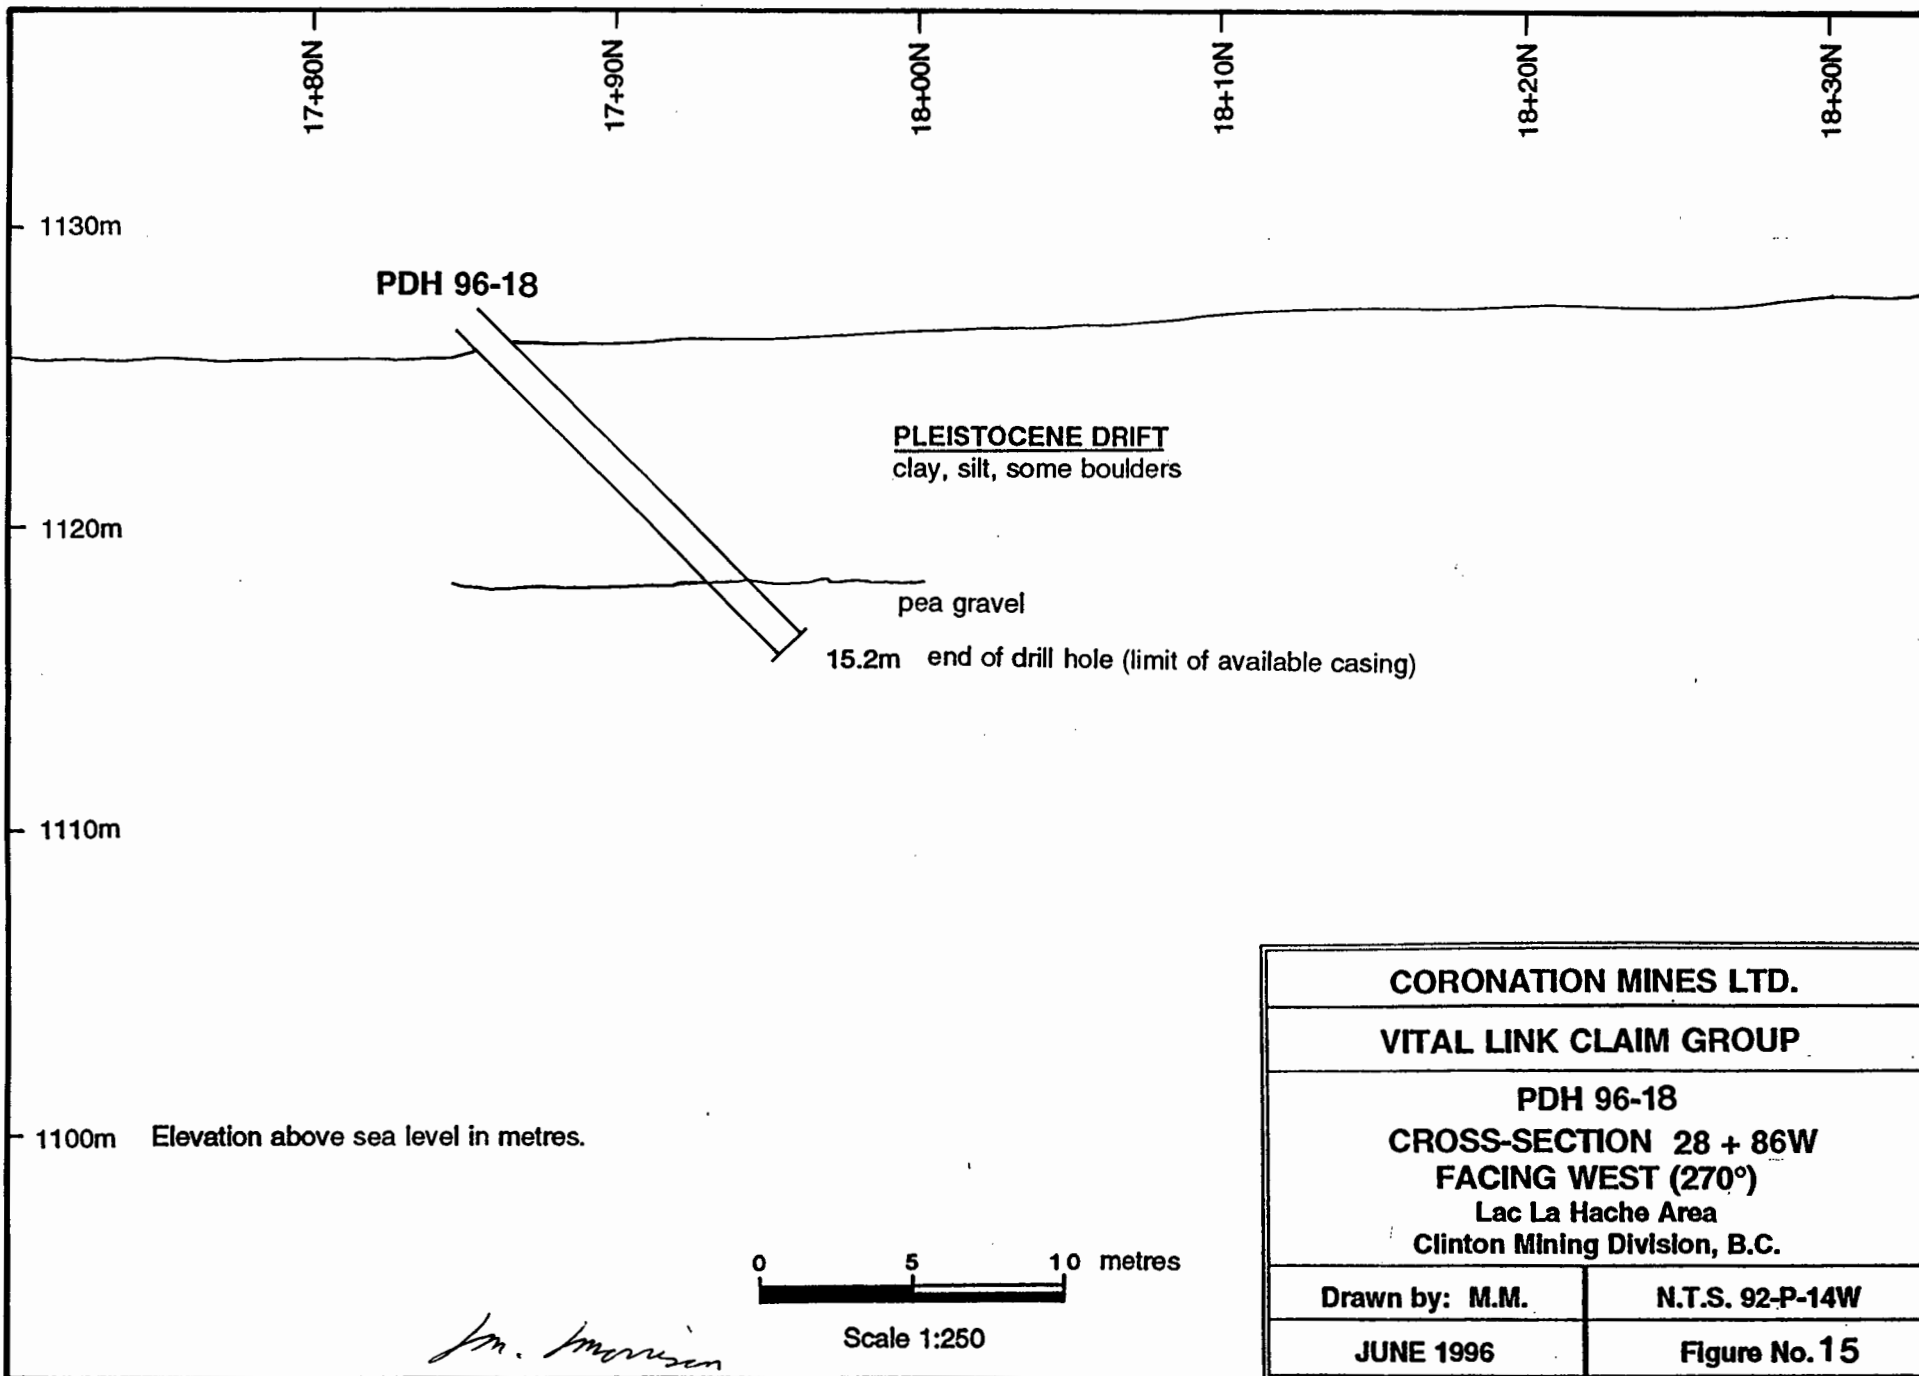 17+80N
17+90N
18+00N
18+10N
18+20N
18+30N
1130m
PDH 96-18
PLEISTOCENE DRIFT
clay, silt, some boulders
1120m
pea gravel
15.2m end of drill hole (limit of available casing)
1110m
1100m Elevation above sea level in metres.
0 5 10 metres
Scale 1:250
CORONATION MINES LTD.
VITAL LINK CLAIM GROUP
PDH 96-18
CROSS-SECTION 28 + 86W
FACING WEST (270°)
Lac La Hache Area
Clinton Mining Division, B.C.
Drawn by: M.M.
N.T.S. 92-P-14W
JUNE 1996
Figure No. 15